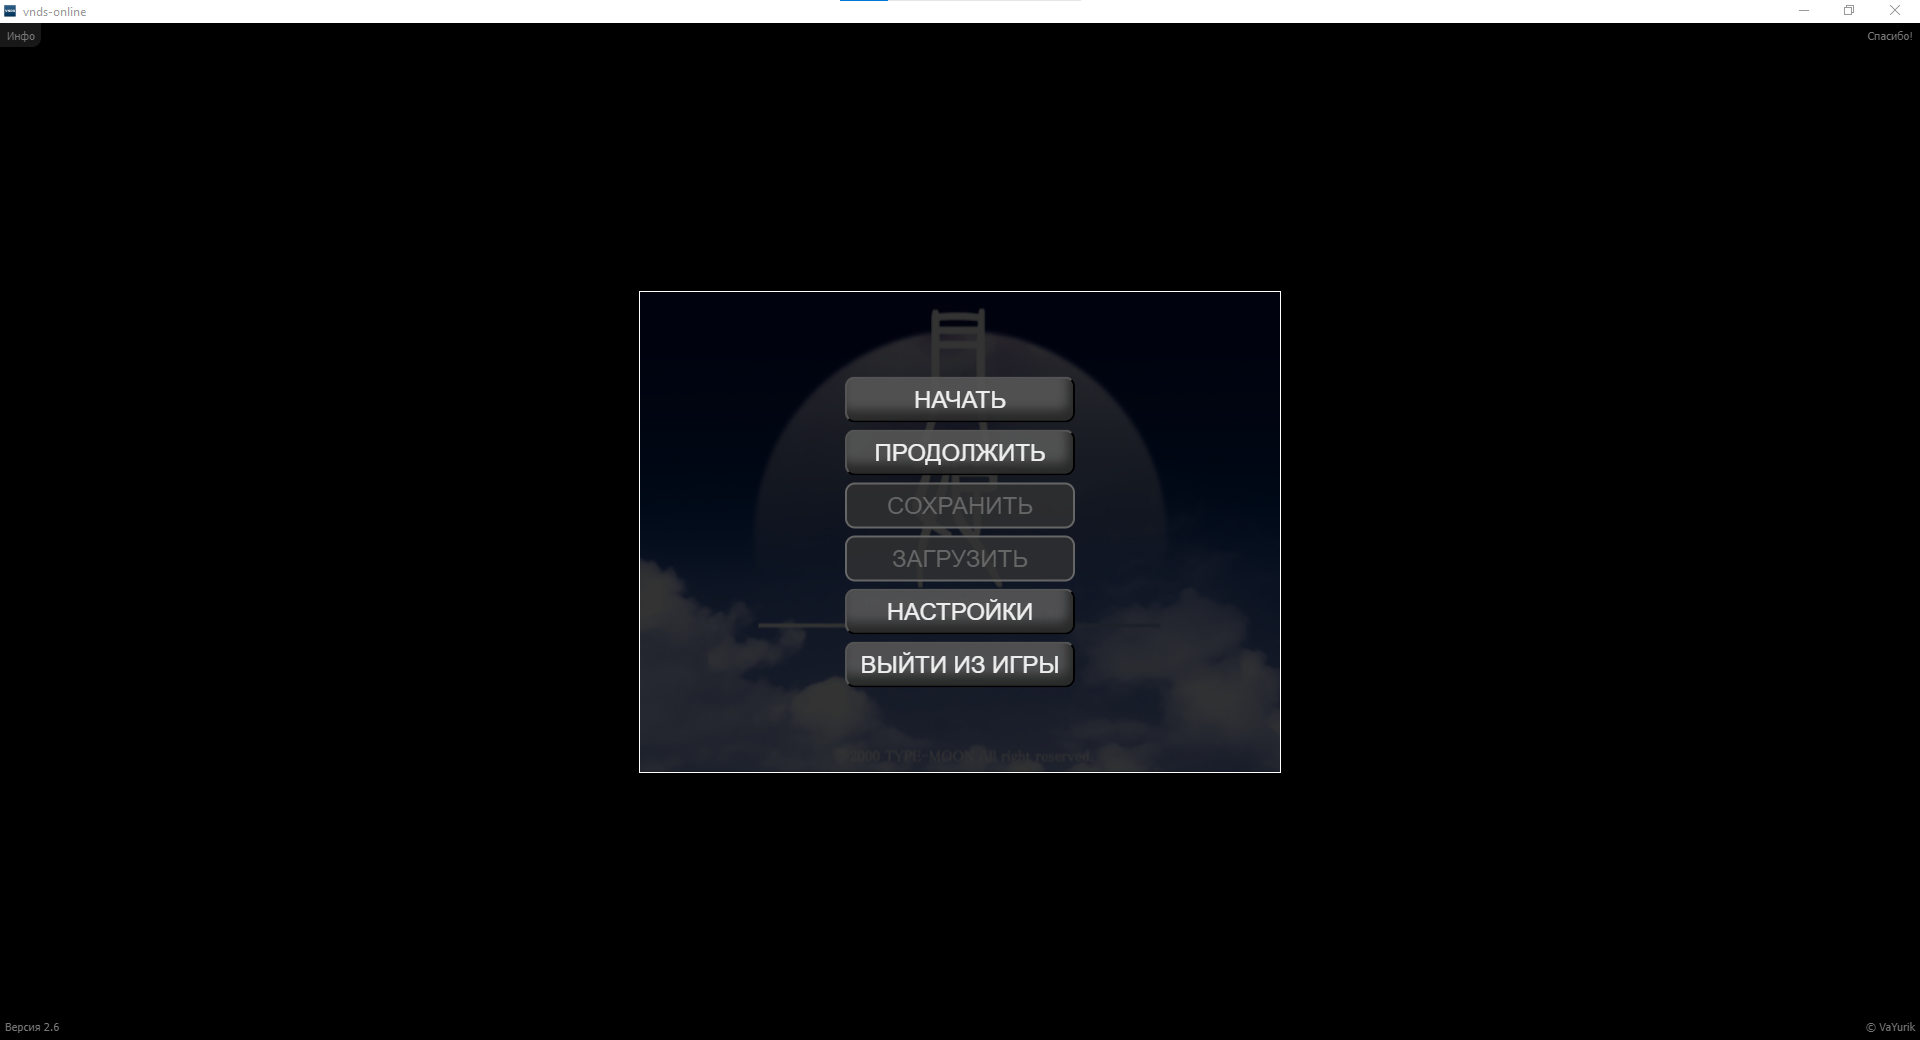 vnds-online
Инфо
Спасибо!
НАЧАТЬ
ПРОДОЛЖИТЬ
СОХРАНИТЬ
ЗАГРУЗИТЬ
НАСТРОЙКИ
ВЫЙТИ ИЗ ИГРЫ
2000 TYPE-MOON All right reserved.
Версия 2.6
© VaYurik